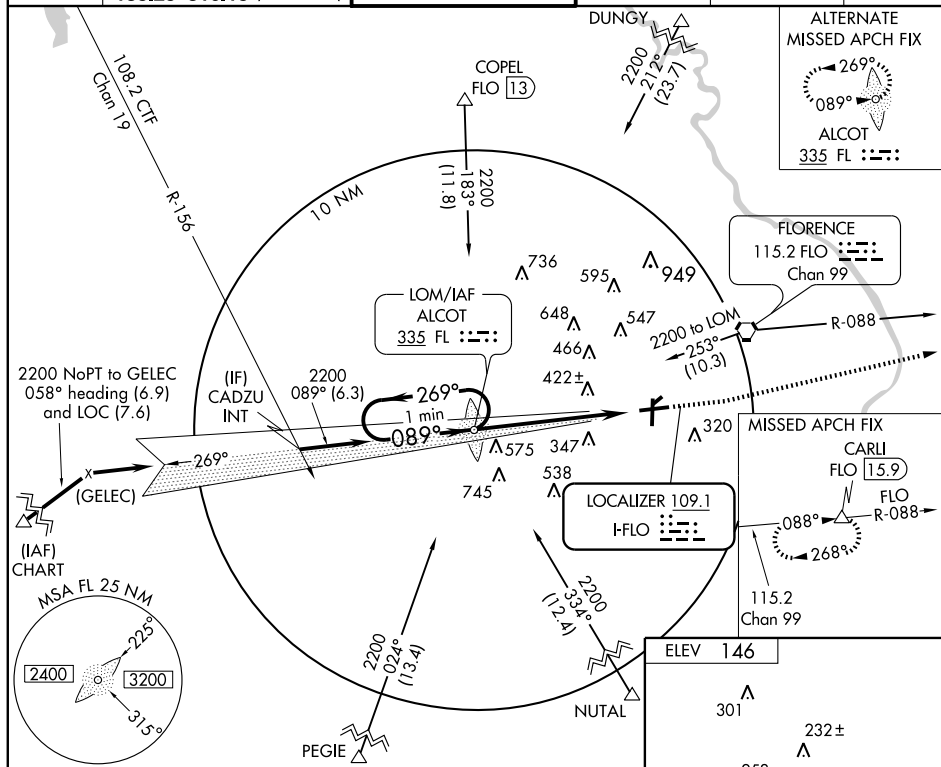 DUNGY
2200
212°
(23.7)
ALTERNATE
MISSED APCH FIX
269°
089°
ALCOT
335 FL
108.2 CTF
Chan 19
R-156
COPEL
FLO 13
2200
183°
(11.8)
10 NM
736
595
949
648
547
466
422±
FLORENCE
115.2 FLO
Chan 99
R-088
2200 to LOM
253°
(10.3)
LOM/IAF
ALCOT
335 FL
2200 NoPT to GELEC
058° heading (6.9)
and LOC (7.6)
(IF)
CADZU
INT
2200
089° (6.3)
269°
1 min
089°
269°
(GELEC)
(IAF)
CHART
575
347
745
538
320
LOCALIZER 109.1
I-FLO
MISSED APCH FIX
CARLI
FLO 15.9
FLO
R-088
088°
268°
115.2
Chan 99
MSA FL 25 NM
225°
2400
3200
315°
2200
024°
(13.4)
PEGIE
2200
334°
(12.4)
NUTAL
ELEV 146
301
232±